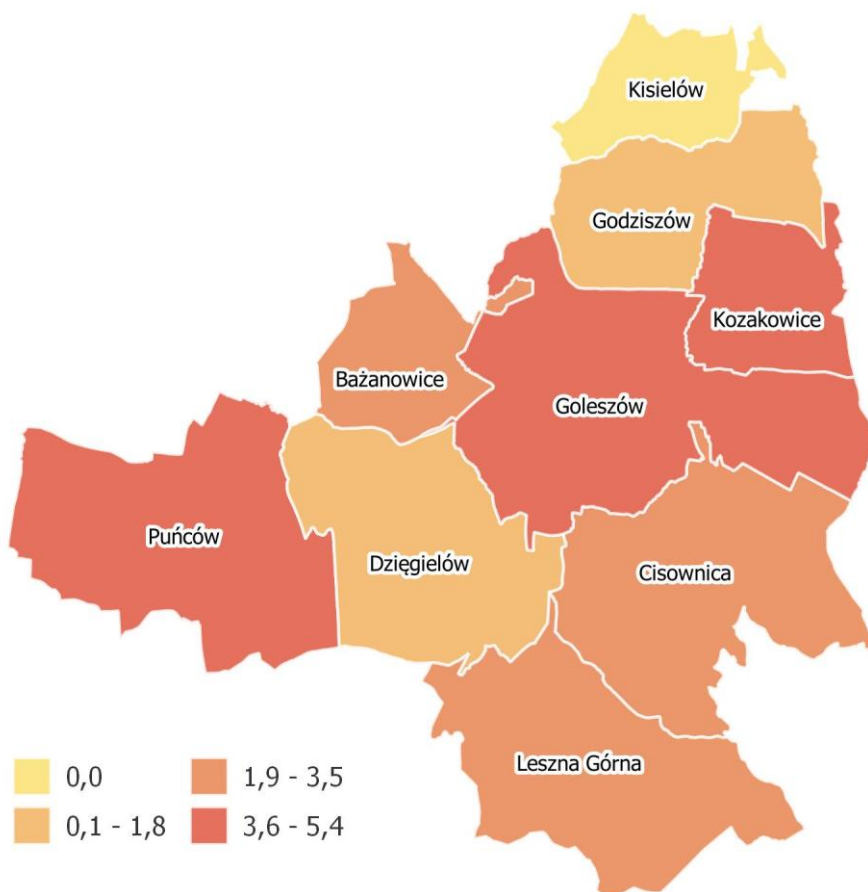 Kisielów
Godziszów
Kozakowice
Bażanowice
Goleszów
Puńców
Dzięgielów
Cisownica
Leszna Górna
0,0
1,9 - 3,5
0,1 - 1,8
3,6 - 5,4